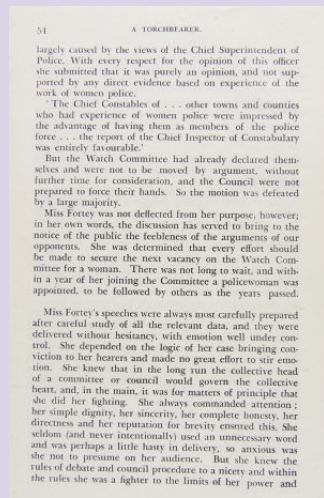 54 A TORCHBEARER.
largely caused by the views of the Chief Superintendent of
Police. With every respect for the opinion of this officer
she submitted that it was purely an opinion, and not sup-
ported by any direct evidence based on experience of the
work of women police.
‘ The Chief Constables of . . . other towns and counties
who had experience of women police were impressed by
the advantage of having them as members of the police
force . . . the report of the Chief Inspector of Constabulary
was entirely favourable.’
But the Watch Committee had already declared them-
selves and were not to be moved by argument, without
further time for consideration, and the Council were not
prepared to force their hands. So the motion was defeated
by a large majority.
Miss Fortey was not deflected from her purpose, however;
in her own words, the discussion has served to bring to the
notice of the public the feebleness of the arguments of our
opponents. She was determined that every effort should
be made to secure the next vacancy on the Watch Com-
mittee for a woman. There was not long to wait, and with-
in a year of her joining the Committee a policewoman was
appointed, to be followed by others as the years passed.
Miss Fortey's speeches were always most carefully prepared
after careful study of all the relevant data, and they were
delivered without hesitancy, with emotion well under con-
trol. She depended on the logic of her case bringing con-
viction to her hearers and made no great effort to stir emo-
tion. She knew that in the long run the collective head
of a committee or council would govern the collective
heart, and, in the main, it was for matters of principle that
she did her fighting. She always commanded attention ;
her simple dignity, her sincerity, her complete honesty, her
directness and her reputation for brevity ensured this. She
seldom (and never intentionally) used an unnecessary word
and was perhaps a little hasty in delivery, so anxious was
she not to presume on her audience. But she knew the
rules of debate and council procedure to a nicety and within
the rules she was a fighter to the limits of her power and